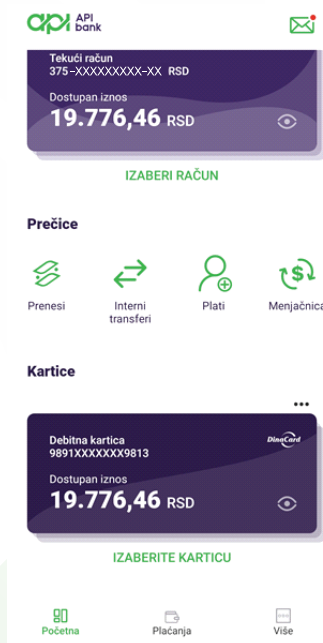 API
bank
Tekući račun
375-XXXXXXXXX-XX RSD
Dostupan iznos
19.776,46 RSD
IZABERI RAČUN
Prečice
Prenesi
Interni
transferi
Plati
Menjačnica
Kartice
Debitna kartica
9891XXXXXXX9813
DinaCard
Dostupan iznos
19.776,46 RSD
IZABERITE KARTICU
Početna
Plaćanja
Više